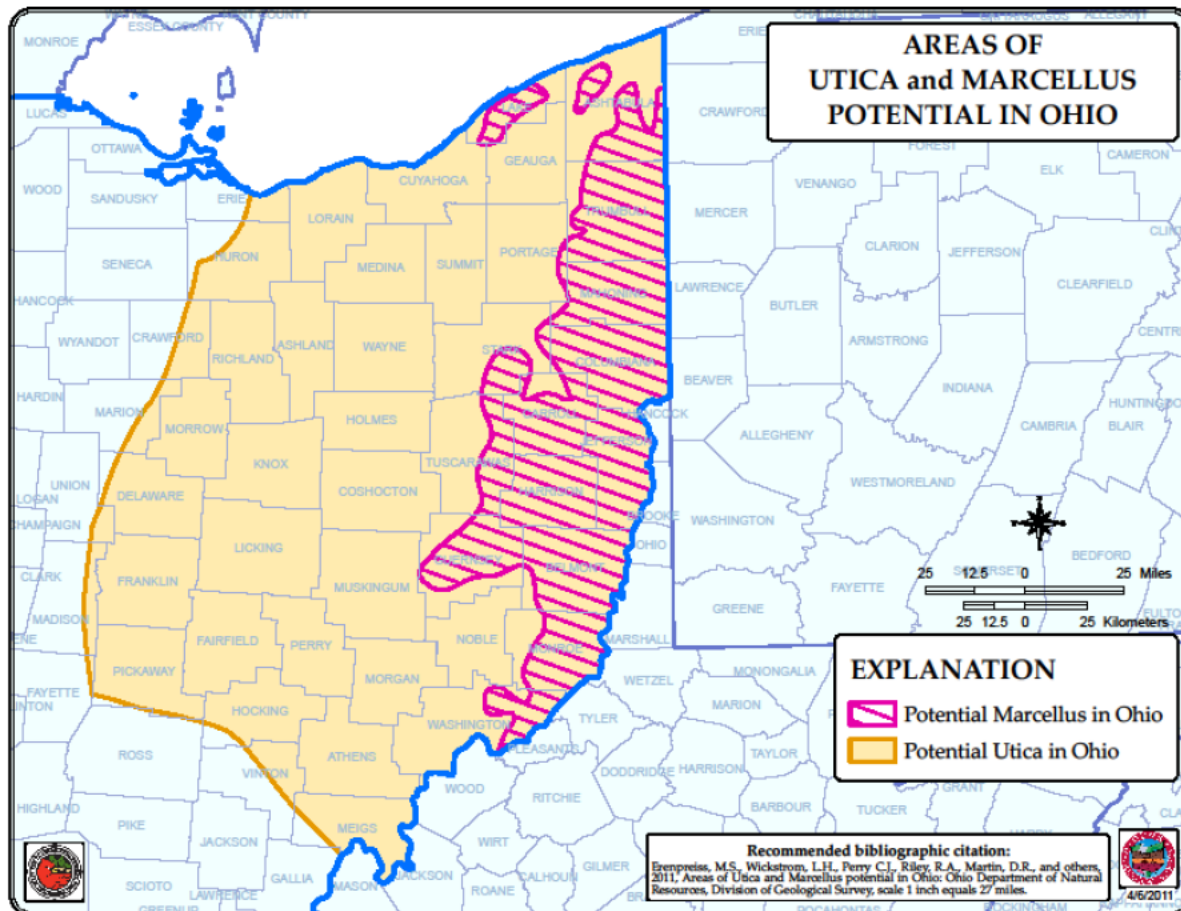 AREAS OF
UTICA and MARCELLUS
POTENTIAL IN OHIO
ESSEX COUNTY
MONROE
ERIE
LUCAS
OTTAWA
WOOD
SANDUSKY
ERIE
SENECA
HANCOCK
WYANDOT
CRAWFORD
HURON
LORAIN
CUYAHOGA
LAKE
ASHTABULA
GEAUGA
TRUMBULL
MEDINA
SUMMIT
PORTAGE
MAHONING
RICHLAND
ASHLAND
WAYNE
STARK
COLUMBIANA
HARDIN
MARION
MORROW
HOLMES
CARROLL
HANCOCK
JEFFERSON
KNOX
TUSCARAWAS
UNION
LOGAN
DELAWARE
COSHOCTON
HARRISON
BROOKE
CHAMPAIGN
LICKING
GUERNSEY
BELMONT
OHIO
CLARK
FRANKLIN
MUSKINGUM
MADISON
FAIRFIELD
PERRY
NOBLE
MONROE
MARSHALL
PICKAWAY
MORGAN
WETZEL
FAYETTE
HOCKING
WASHINGTON
TYLER
PLEASANTS
ROSS
VINTON
ATHENS
WOOD
DODDRIDGE
HARRISON
HIGHLAND
PIKE
JACKSON
MEIGS
RITCHIE
WIRT
CALHOUN
GILMER
SCIOTO
LAWRENCE
GALLIA
MASON
JACKSON
ROANE
CRAWFORD
FOREST
CAMERON
VENANGO
ELK
MERCER
CLARION
JEFFERSON
CLEARFIELD
LAWRENCE
BUTLER
ARMSTRONG
BEAVER
INDIANA
ALLEGHENY
CAMBRIA
BLAIR
WESTMORELAND
WASHINGTON
SOMERSET
BEDFORD
GREENE
FAYETTE
MONONGALIA
MARION
TAYLOR
BARBOUR
TUCKER
GRANT
25 12.5 0 25 Miles
25 12.5 0 25 Kilometers
EXPLANATION
Potential Marcellus in Ohio
Potential Utica in Ohio
Recommended bibliographic citation:
Erenpreiss, M.S., Wickstrom, L.H., Perry C.J., Riley, R.A., Martin, D.R., and others,
2011, Areas of Utica and Marcellus potential in Ohio: Ohio Department of Natural
Resources, Division of Geological Survey, scale 1 inch equals 27 miles.
4/6/2011